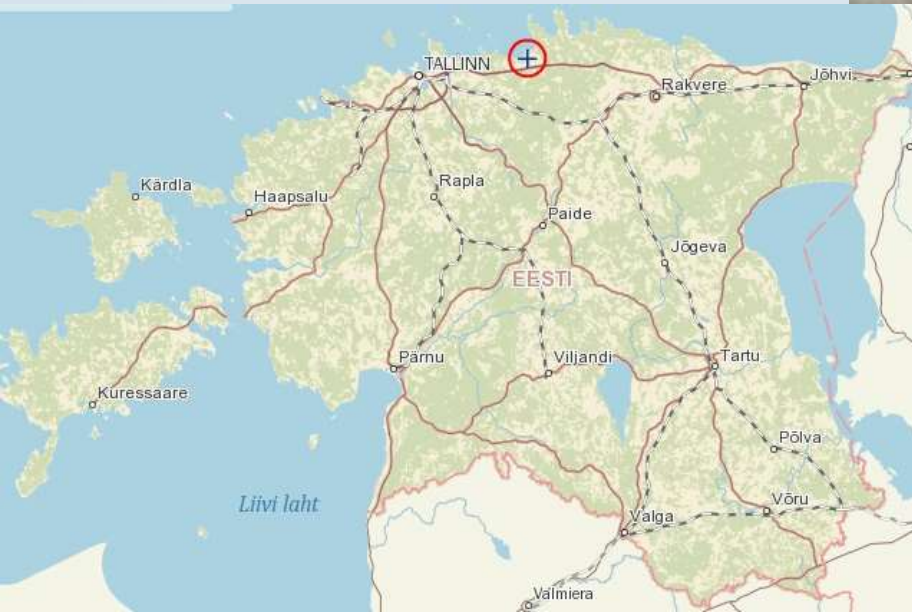 TALLINN
Rakvere
Jõhvi
Kärdla
Haapsalu
Rapla
Paide
Jõgeva
EESTI
Pärnu
Viljandi
Tartu
Kuressaare
Põlva
Liivi laht
Valga
Võru
Valmiera